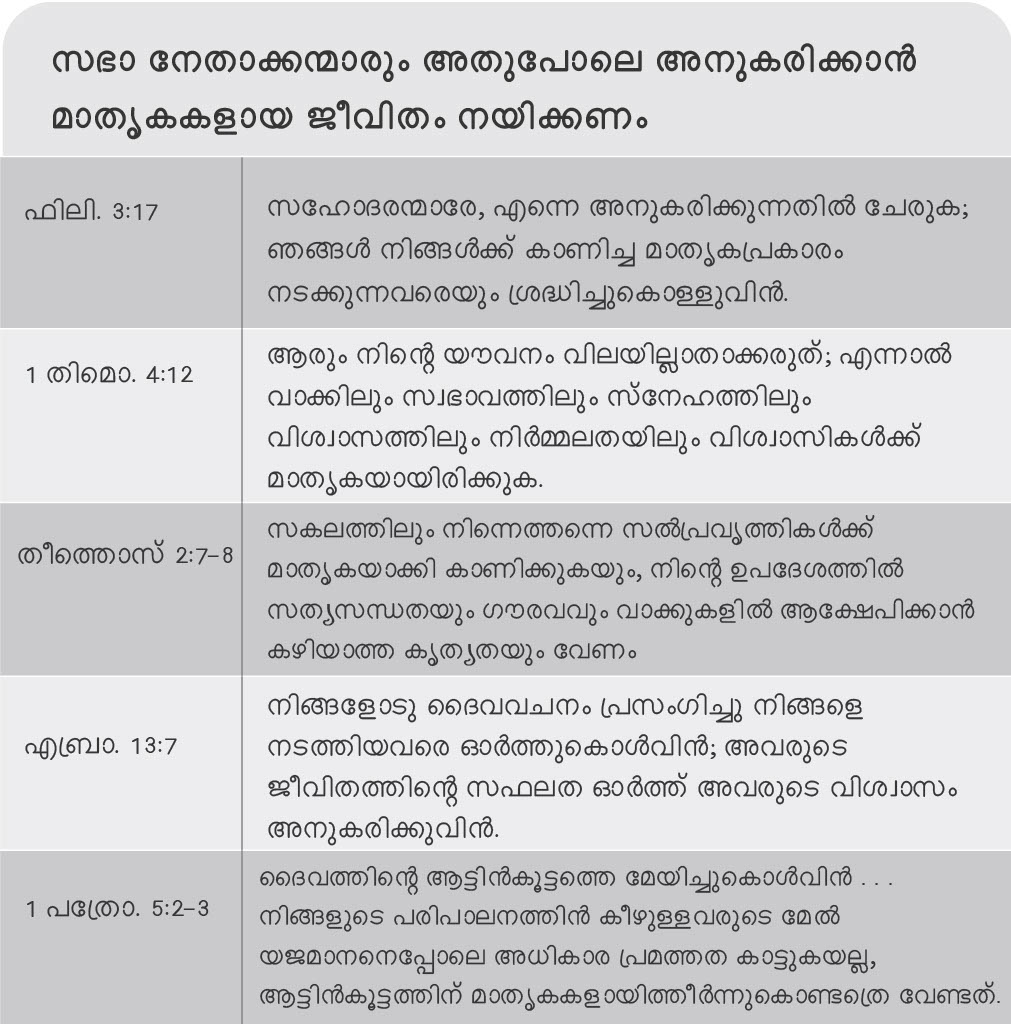 സഭാ നേതാക്കന്മാരും അതുപോലെ അനുകരിക്കാൻ
മാതൃകകളായ ജീവിതം നയിക്കണം
ഫിലി. 3:17
സഹോദരന്മാരേ, എന്നെ അനുകരിക്കുന്നതിൽ ചേരുക;
ഞങ്ങൾ നിങ്ങൾക്ക് കാണിച്ച മാതൃകപ്രകാരം
നടക്കുന്നവരെയും ശ്രദ്ധിച്ചുകൊള്ളുവിൻ.
1 തിമൊ. 4:12
ആരും നിന്റെ യൗവനം വിലയില്ലാതാക്കരുത്; എന്നാൽ
വാക്കിലും സ്വഭാവത്തിലും സ്നേഹത്തിലും
വിശ്വാസത്തിലും നിർമ്മലതയിലും വിശ്വാസികൾക്ക്
മാതൃകയായിരിക്കുക.
തീത്തൊസ് 2:7–8
സകലത്തിലും നിന്നെത്തന്നെ സൽപ്രവൃത്തികൾക്ക്
മാതൃകയാക്കി കാണിക്കുകയും, നിന്റെ ഉപദേശത്തിൽ
സത്യസന്ധതയും ഗൗരവവും വാക്കുകളിൽ ആക്ഷേപിക്കാൻ
കഴിയാത്ത കൃത്യതയും വേണം
എബ്രാ. 13:7
നിങ്ങളോടു ദൈവവചനം പ്രസംഗിച്ചു നിങ്ങളെ
നടത്തിയവരെ ഓർത്തുകൊൾവിൻ; അവരുടെ
ജീവിതത്തിന്റെ സഫലത ഓർത്ത് അവരുടെ വിശ്വാസം
അനുകരിക്കുവിൻ.
1 പത്രോ. 5:2–3
ദൈവത്തിന്റെ ആട്ടിൻകൂട്ടത്തെ മേയിച്ചുകൊൾവിൻ . . .
നിങ്ങളുടെ പരിപാലനത്തിൻ കീഴുള്ളവരുടെ മേൽ
യജമാനനെപ്പോലെ അധികാര പ്രമത്തത കാട്ടുകയല്ല,
ആട്ടിൻകൂട്ടത്തിന് മാതൃകകളായിത്തീർന്നുകൊണ്ടത്രെ വേണ്ടത്.